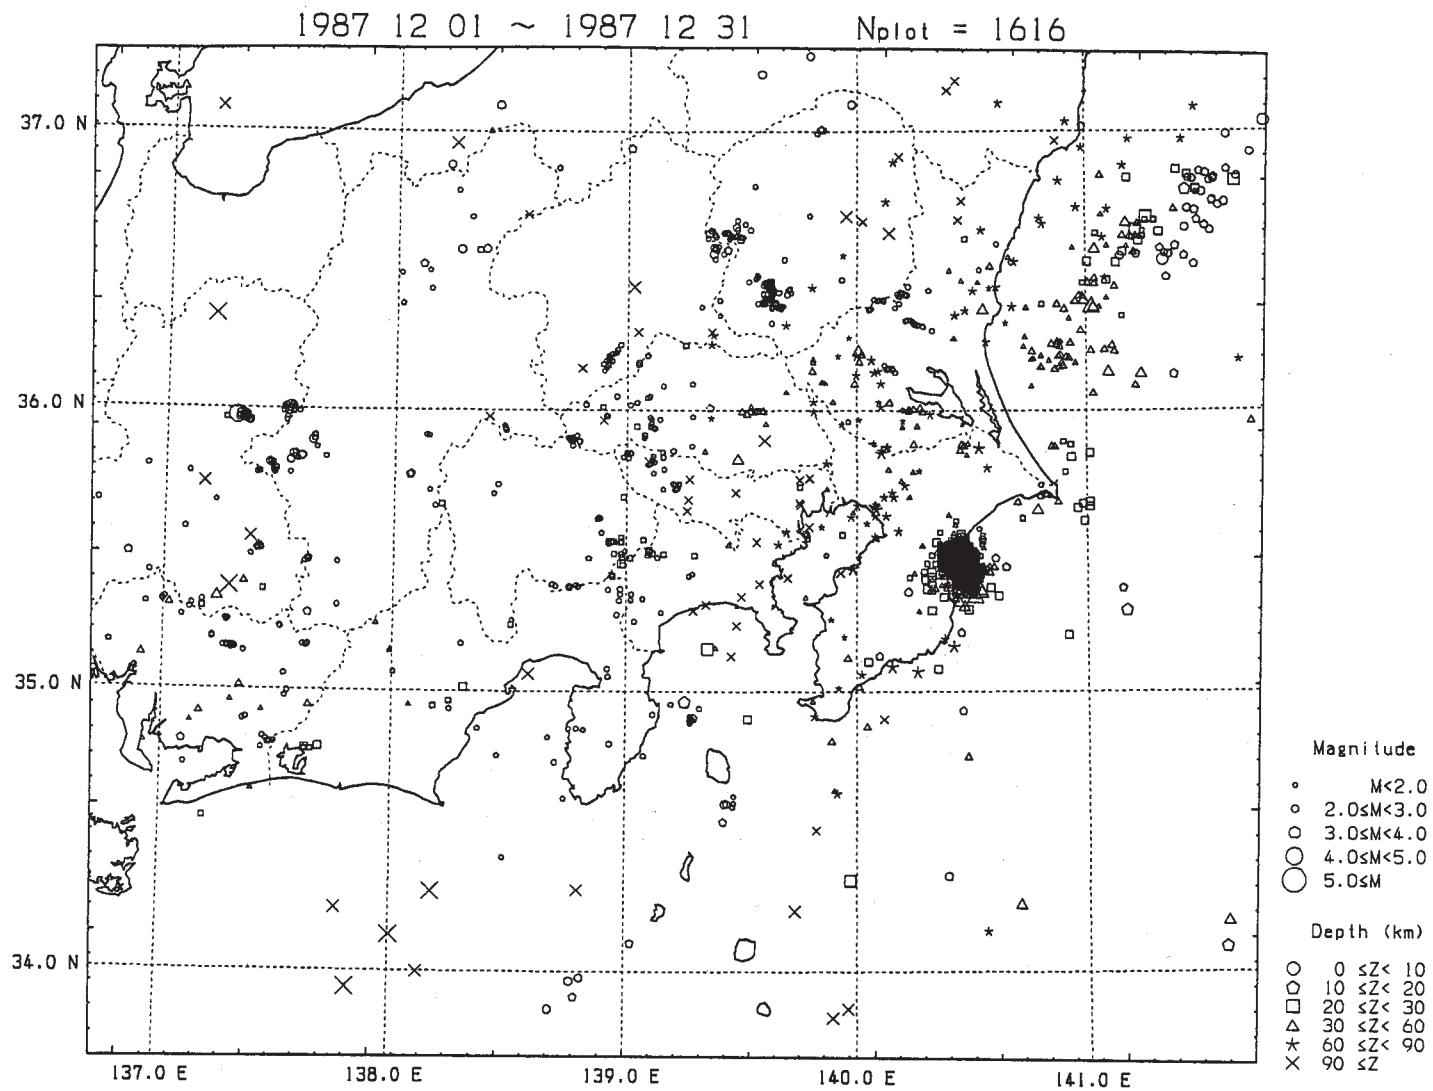 1987 12 01 ~ 1987 12 31 Nplot = 1616
37.0 N
36.0 N
35.0 N
34.0 N
137.0 E 138.0 E 139.0 E 140.0 E 141.0 E
Magnitude
M<2.0
2.0≤M<3.0
3.0≤M<4.0
4.0≤M<5.0
5.0≤M
Depth (km)
0 ≤Z< 10
10 ≤Z< 20
20 ≤Z< 30
30 ≤Z< 60
60 ≤Z< 90
90 ≤Z